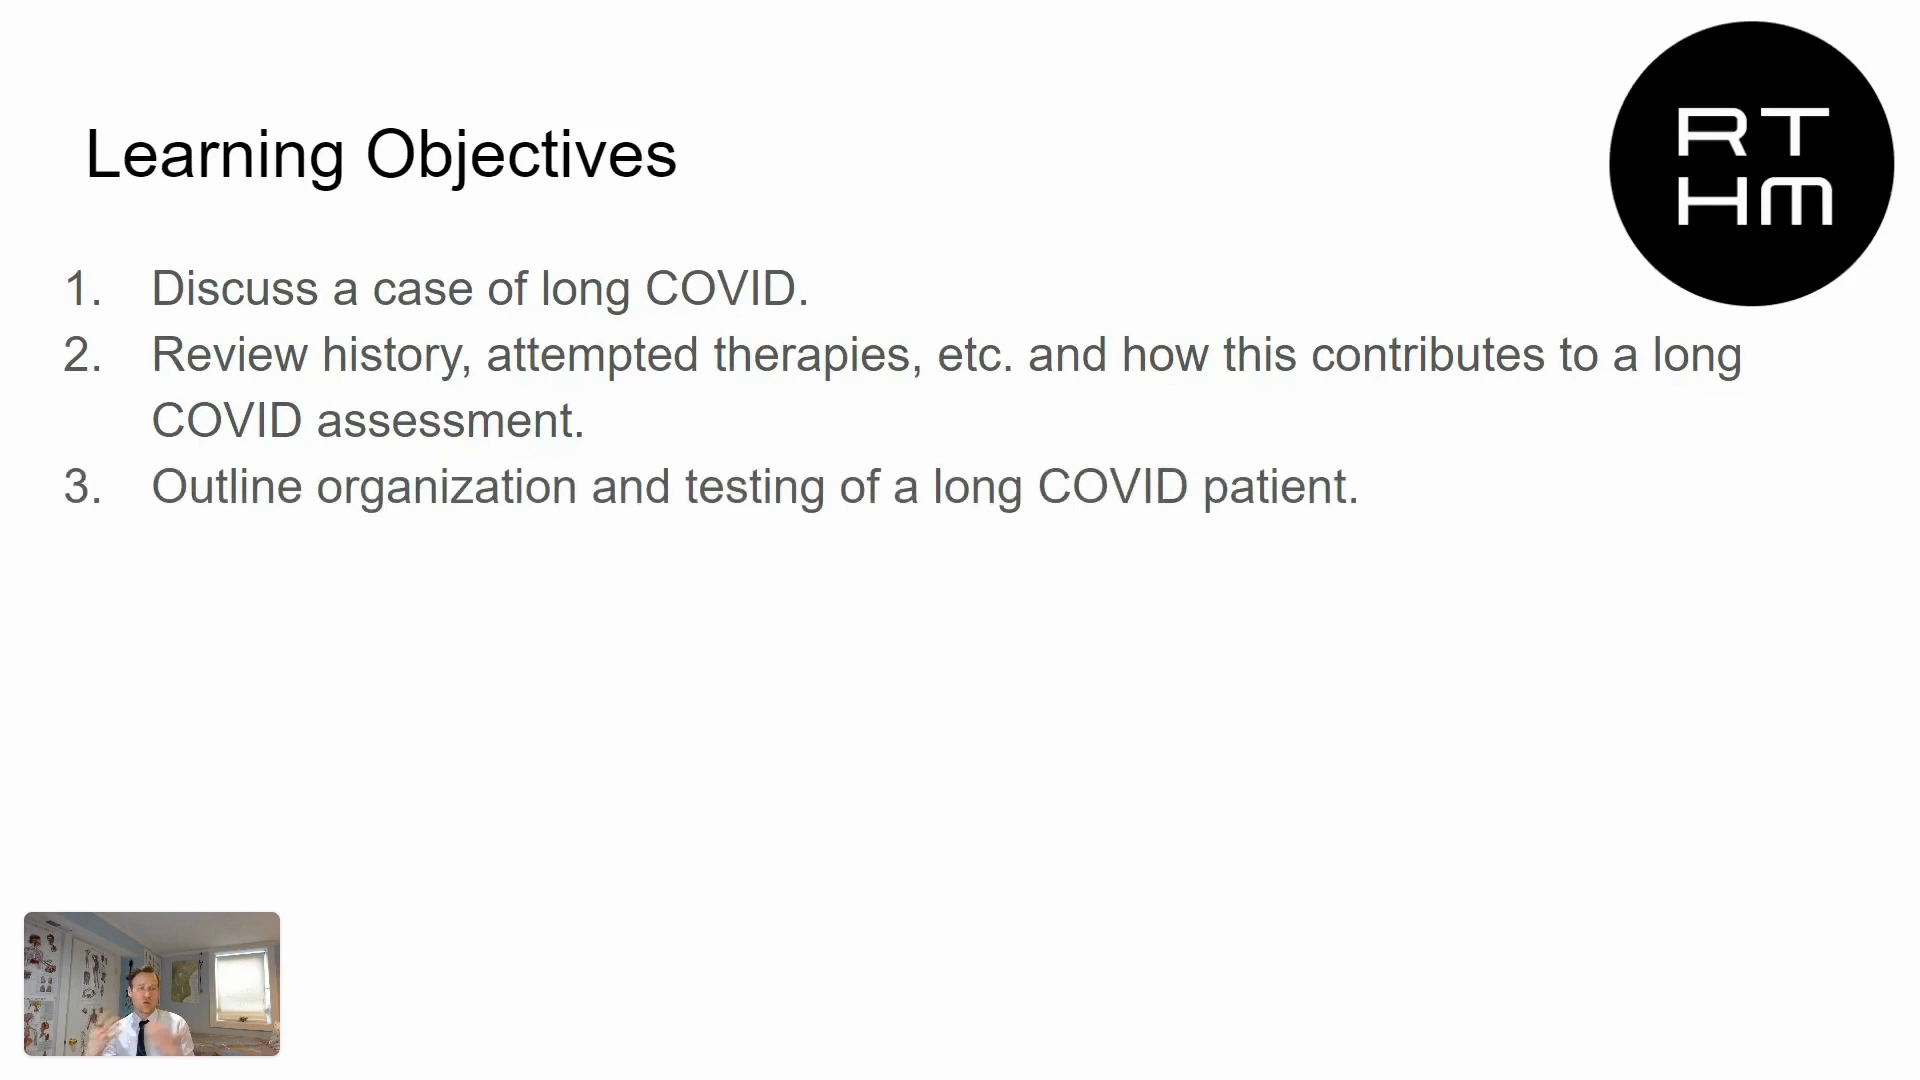 Learning Objectives
RT
HM
1. Discuss a case of long COVID.
2. Review history, attempted therapies, etc. and how this contributes to a long
COVID assessment.
3. Outline organization and testing of a long COVID patient.